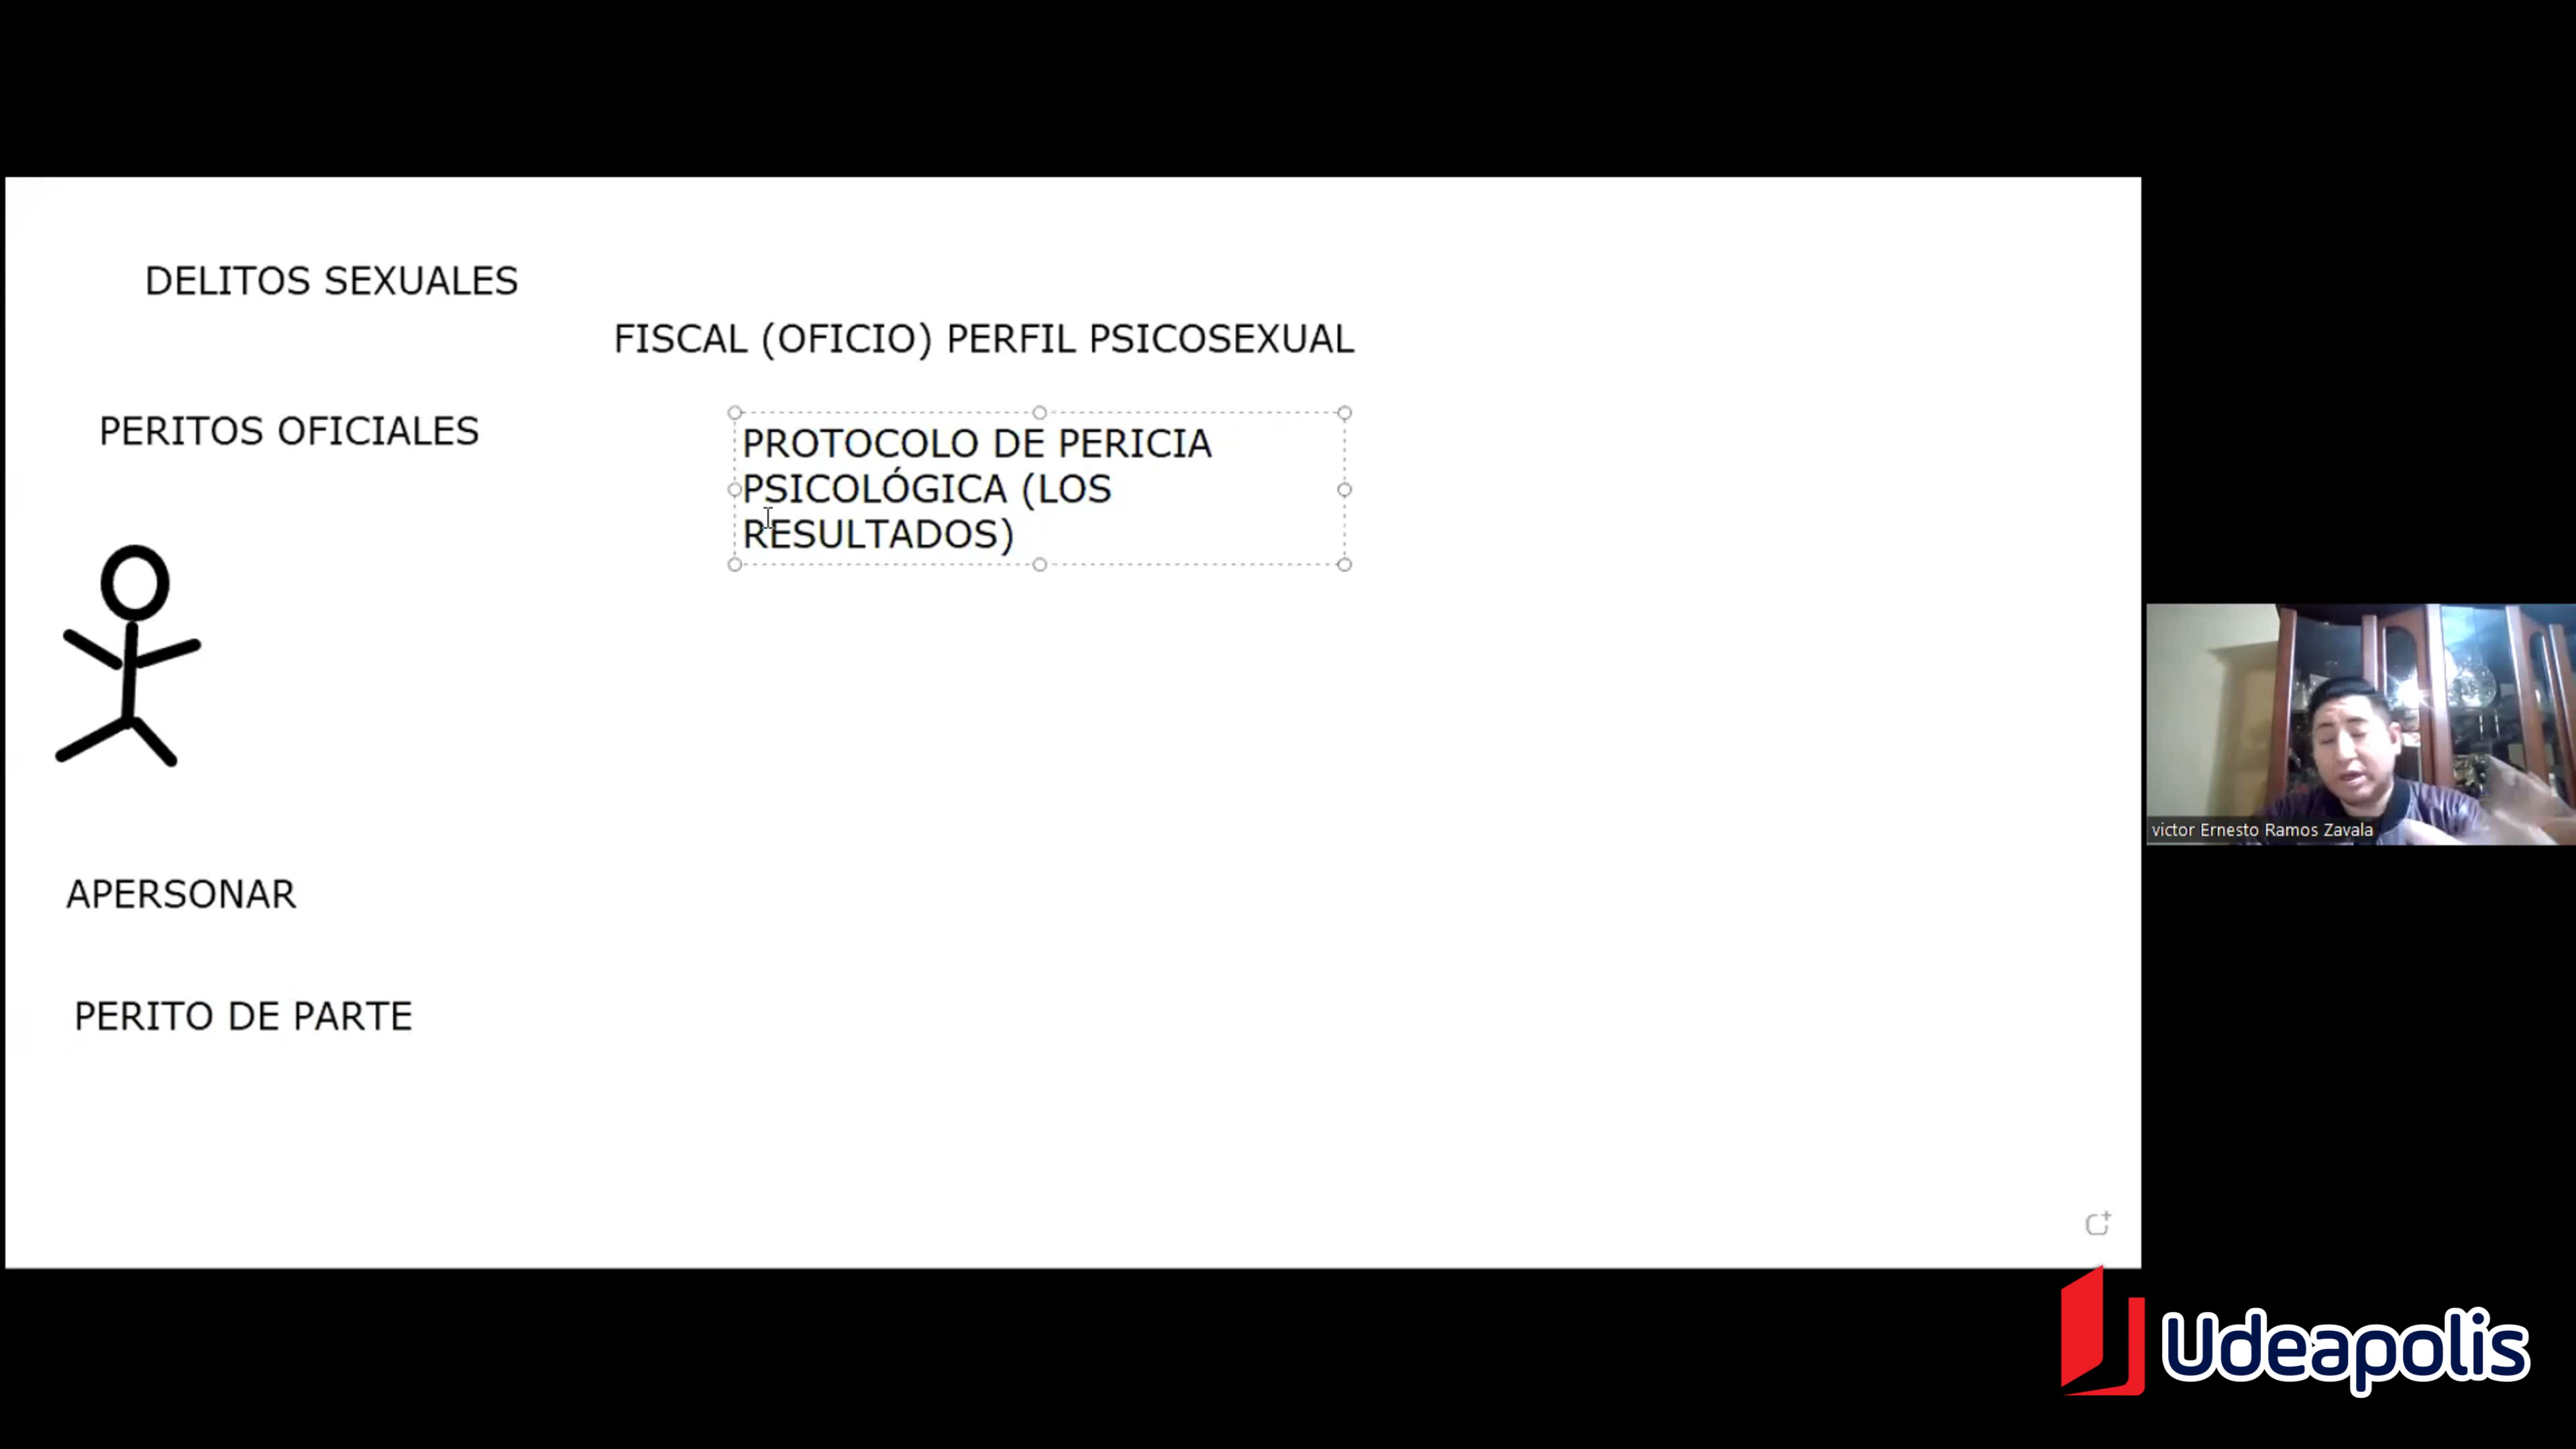 DELITOS SEXUALES
FISCAL (OFICIO) PERFIL PSICOSEXUAL
PERITOS OFICIALES
PROTOCOLO DE PERICIA
PSICOLÓGICA (LOS
RESULTADOS)
APERSONAR
PERITO DE PARTE
victor Ernesto Ramos Zavala
Udeapolis